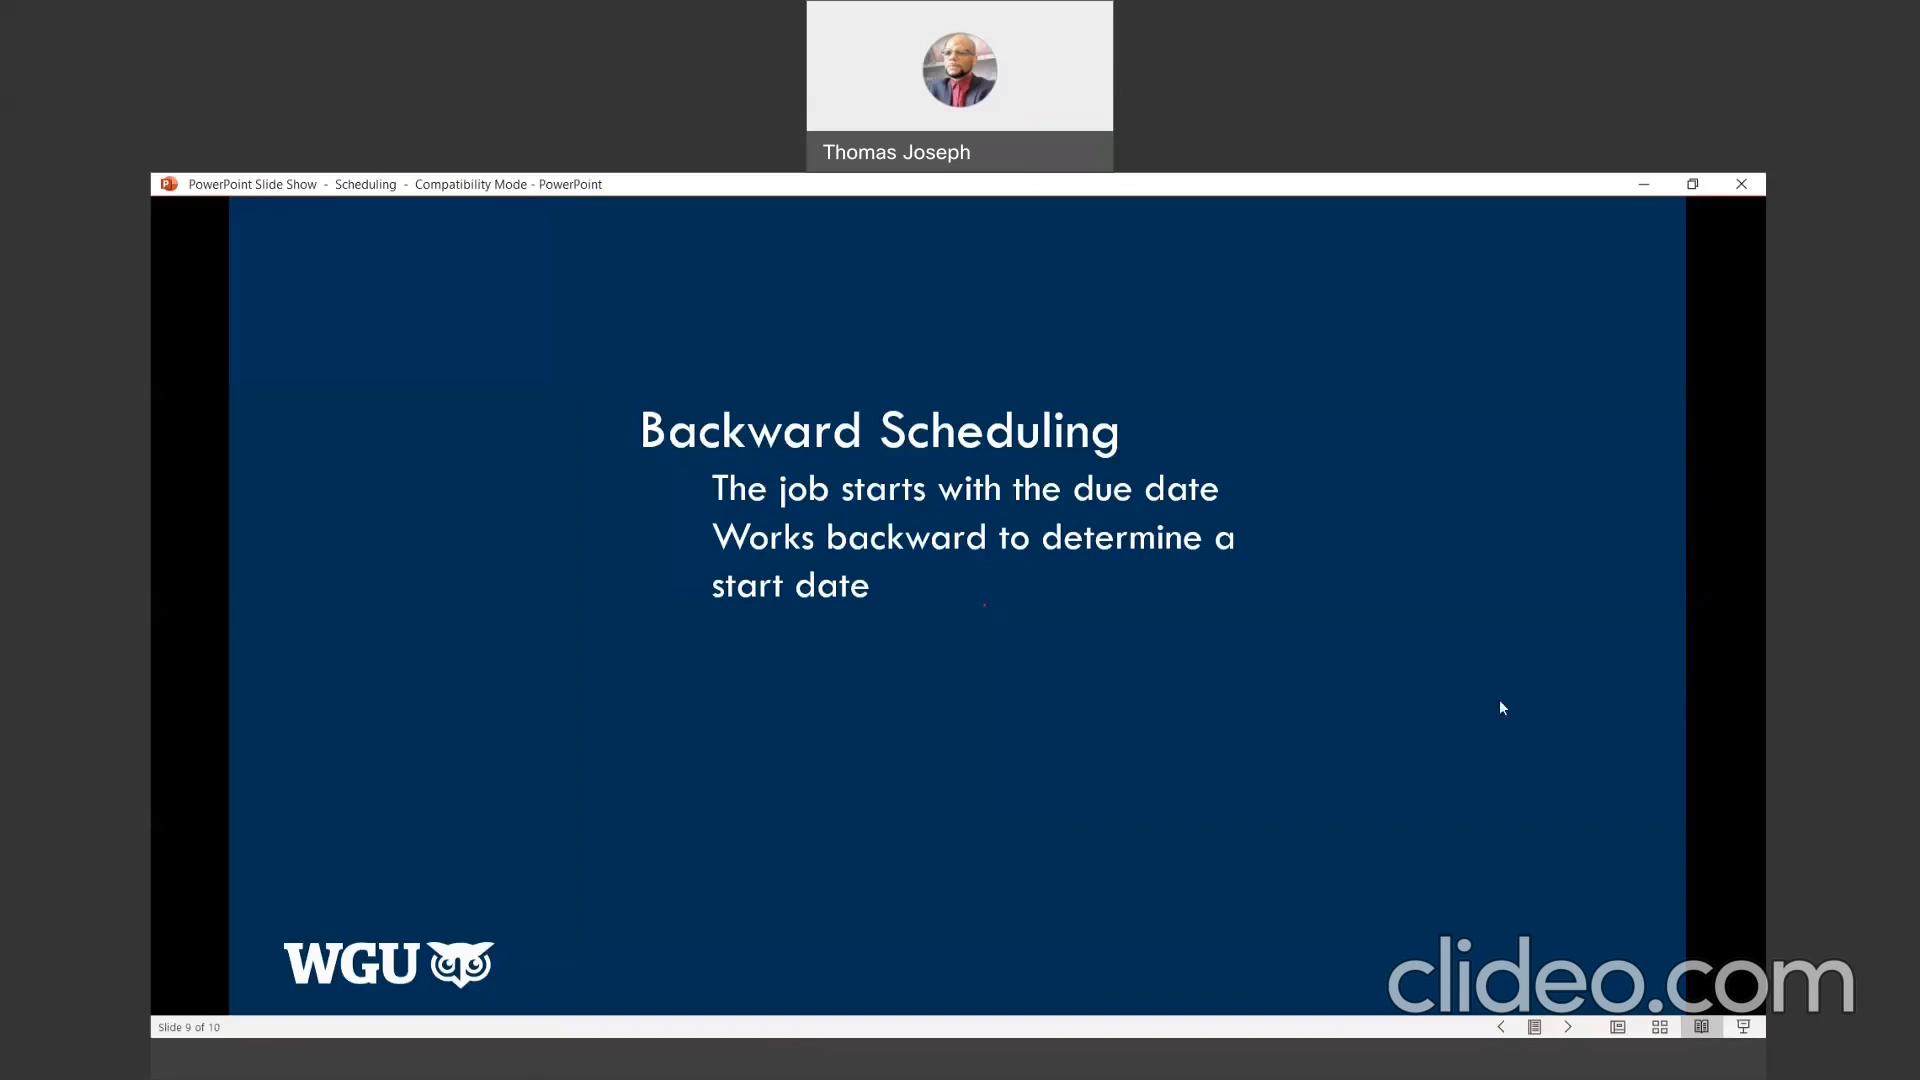 Thomas Joseph
PowerPoint Slide Show - Scheduling - Compatibility Mode - PowerPoint
Backward Scheduling
The job starts with the due date
Works backward to determine a
start date
WGU
clideo.com
Slide 9 of 10